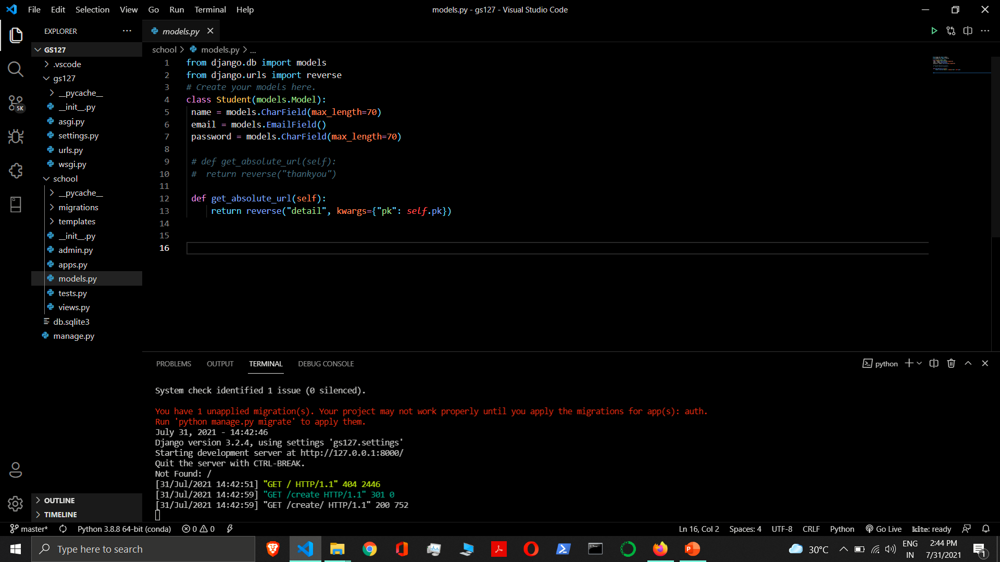 File Edit Selection View Go Run Terminal Help
models.py - gs127 - Visual Studio Code
EXPLORER
GS127
.vscode
gs127
__pycache__
__init__.py
asgi.py
settings.py
urls.py
wsgi.py
school
__pycache__
migrations
templates
__init__.py
admin.py
apps.py
models.py
tests.py
views.py
db.sqlite3
manage.py
OUTLINE
TIMELINE
5K
models.py
school > models.py > ...
1 from django.db import models
2 from django.urls import reverse
3 # Create your models here.
4 class Student(models.Model):
5 name = models.CharField(max_length=70)
6 email = models.EmailField()
7 password = models.CharField(max_length=70)
8
9 # def get_absolute_url(self):
10 #  return reverse("thankyou")
11
12 def get_absolute_url(self):
13 return reverse("detail", kwargs={"pk": self.pk})
14
15
16
PROBLEMS OUTPUT TERMINAL DEBUG CONSOLE
python
System check identified 1 issue (0 silenced).
You have 1 unapplied migration(s). Your project may not work properly until you apply the migrations for app(s): auth.
Run 'python manage.py migrate' to apply them.
July 31, 2021 - 14:42:46
Django version 3.2.4, using settings 'gs127.settings'
Starting development server at http://127.0.0.1:8000/
Quit the server with CTRL-BREAK.
Not Found: /
[31/Jul/2021 14:42:51] "GET / HTTP/1.1" 404 2446
[31/Jul/2021 14:42:59] "GET /create HTTP/1.1" 301 0
[31/Jul/2021 14:42:59] "GET /create/ HTTP/1.1" 200 752
master* Python 3.8.8 64-bit (conda) 0 0
Ln 16, Col 2 Spaces: 4 UTF-8 CRLF Python Go Live kite: ready
Type here to search
30°C
ENG
IN
2:44 PM
7/31/2021
1